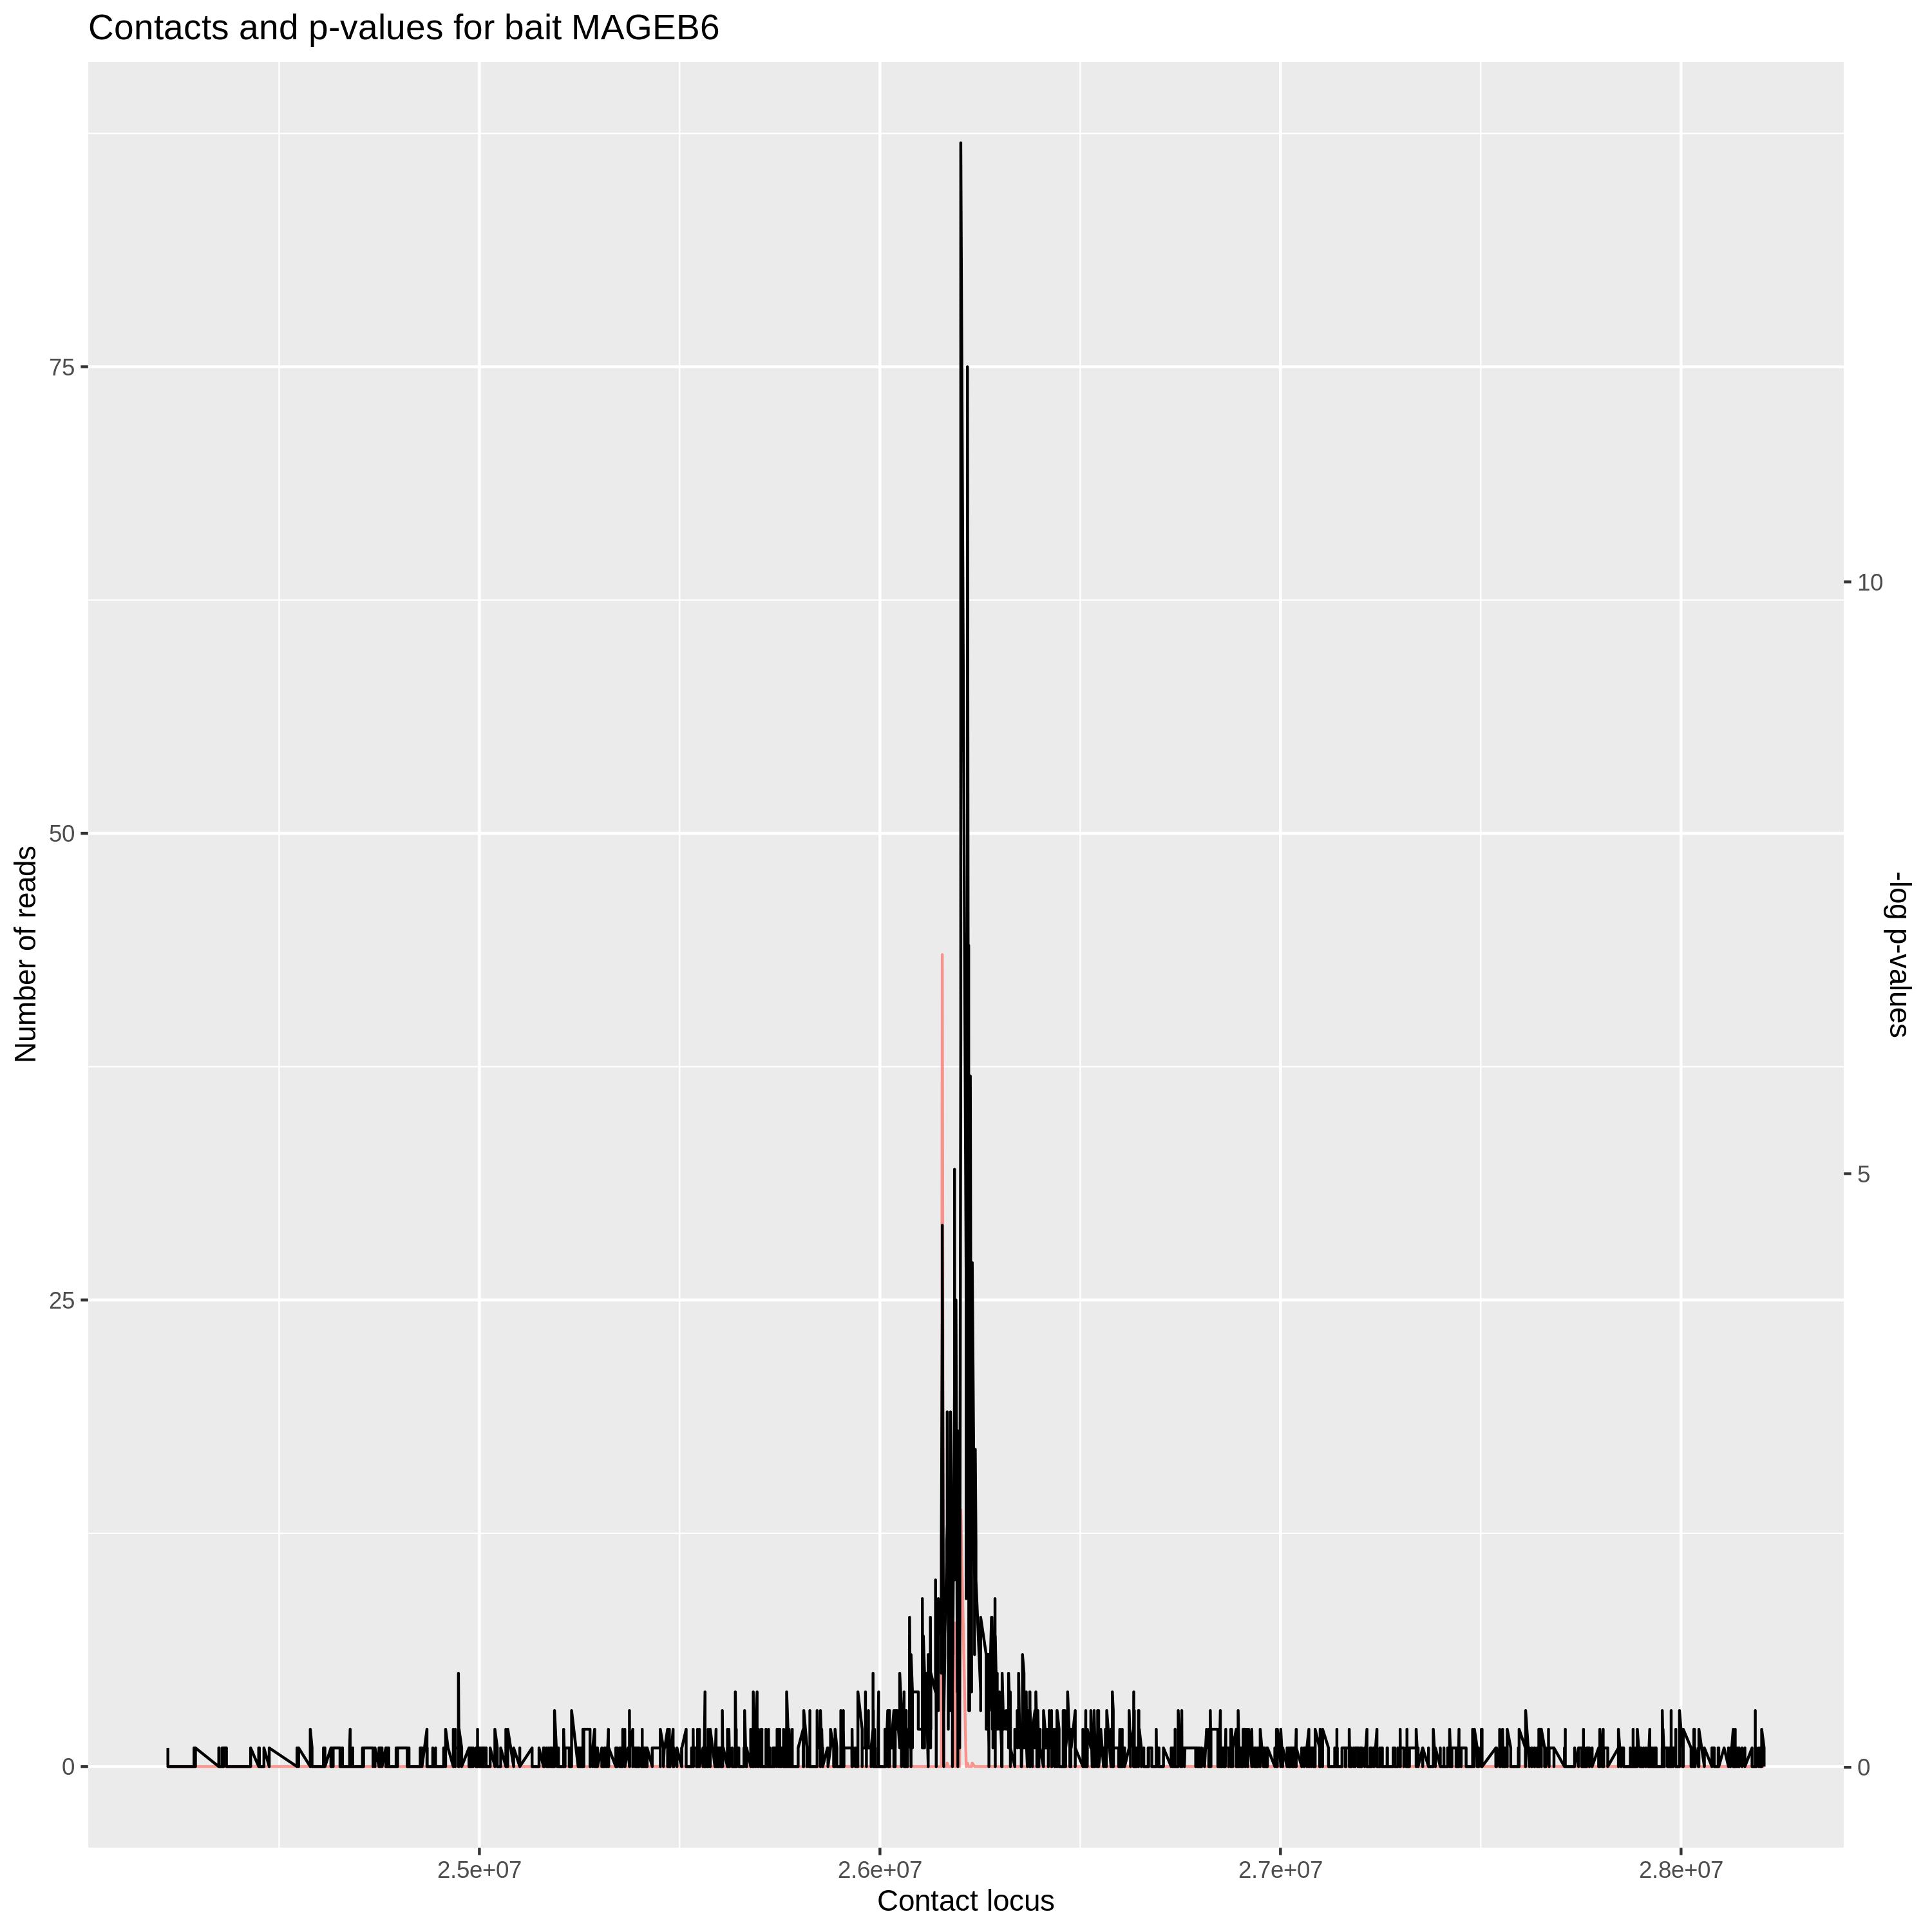 Contacts and p-values for bait MAGEB6
75
50
25
0
Number of reads
10
5
0
-log p-values
2.5e+07 2.6e+07 2.7e+07 2.8e+07
Contact locus